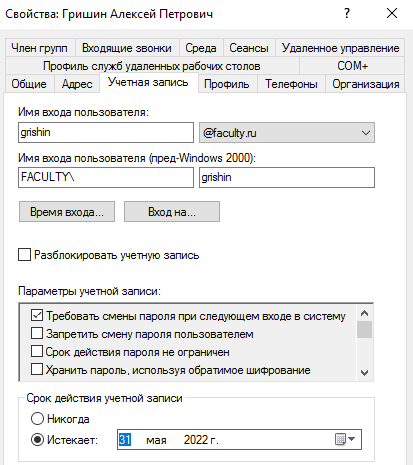 Свойства: Гришин Алексей Петрович
?
Член групп Входящие звонки Среда Сеансы Удаленное управление
Профиль служб удаленных рабочих столов COM+
Общие Адрес Учетная запись Профиль Телефоны Организация
Имя входа пользователя:
grishin @faculty.ru
Имя входа пользователя (пред-Windows 2000):
FACULTY\ grishin
Время входа... Вход на...
Разблокировать учетную запись
Параметры учетной записи:
Требовать смены пароля при следующем входе в систему
Запретить смену пароля пользователем
Срок действия пароля не ограничен
Хранить пароль, используя обратимое шифрование
Срок действия учетной записи
Никогда
Истекает: 31 мая 2022 г.